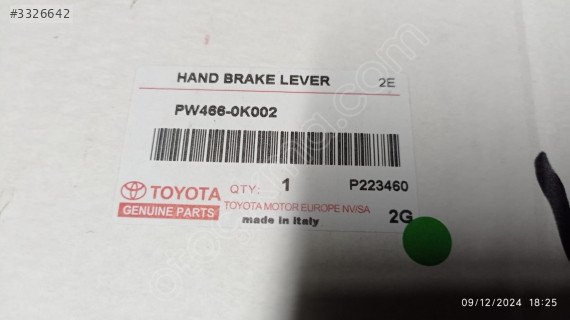 #3326642
HAND BRAKE LEVER 2E
PW466-0K002
TOYOTA QTY: 1 P223460
GENUINE PARTS TOYOTA MOTOR EUROPE NV/SA
made in italy 2G
09/12/2024 18:25